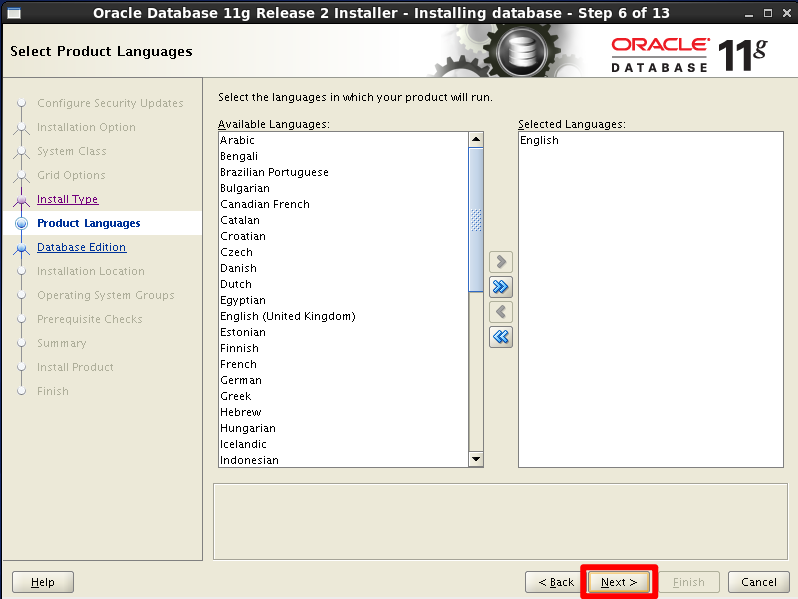 Oracle Database 11g Release 2 Installer - Installing database - Step 6 of 13
Select Product Languages
ORACLE
DATABASE
11g
Configure Security Updates
Installation Option
System Class
Grid Options
Install Type
Product Languages
Database Edition
Installation Location
Operating System Groups
Prerequisite Checks
Summary
Install Product
Finish
Select the languages in which your product will run.
Available Languages:
Arabic
Bengali
Brazilian Portuguese
Bulgarian
Canadian French
Catalan
Croatian
Czech
Danish
Dutch
Egyptian
English (United Kingdom)
Estonian
Finnish
French
German
Greek
Hebrew
Hungarian
Icelandic
Indonesian
Selected Languages:
English
Help
< Back
Next >
Finish
Cancel